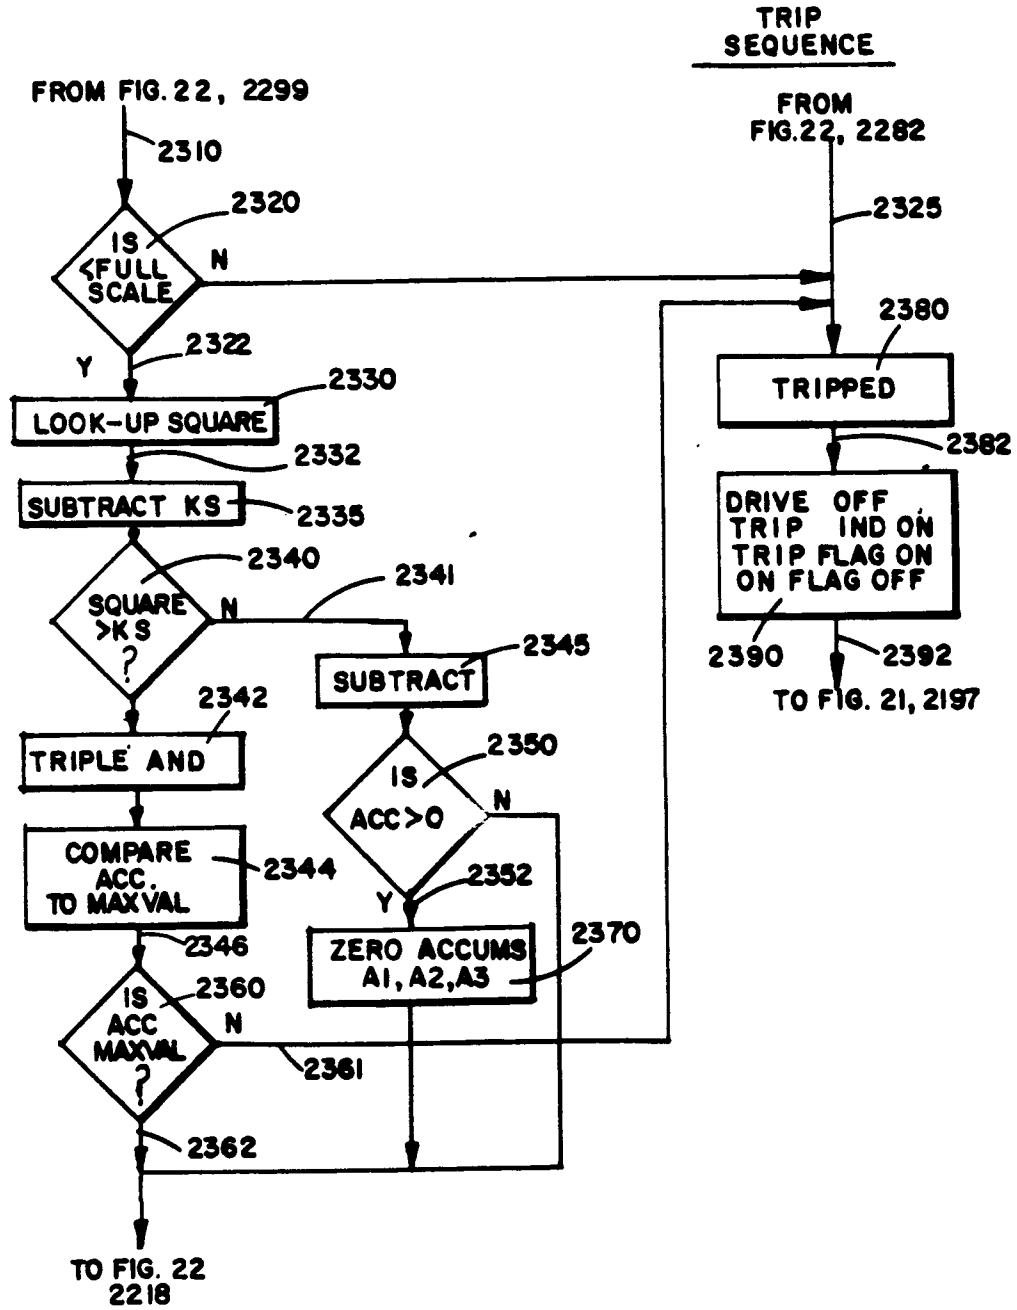 TRIP
SEQUENCE
FROM FIG. 22, 2299
2310
2320
IS
<FULL
SCALE
N
Y
2322
2330
LOOK-UP SQUARE
2332
SUBTRACT KS
2335
2340
SQUARE
>KS
?
N
2341
2342
TRIPLE AND
COMPARE
ACC.
TO MAXVAL
2344
2346
2360
IS
ACC
MAXVAL
?
N
2361
2362
TO FIG. 22
2218
2345
SUBTRACT
2350
IS
ACC>0
N
Y
2352
ZERO ACCUMS
A1, A2, A3
2370
FROM
FIG. 22, 2282
2325
2380
TRIPPED
2382
DRIVE OFF
TRIP IND ON
TRIP FLAG ON
ON FLAG OFF
2390
2392
TO FIG. 21, 2197